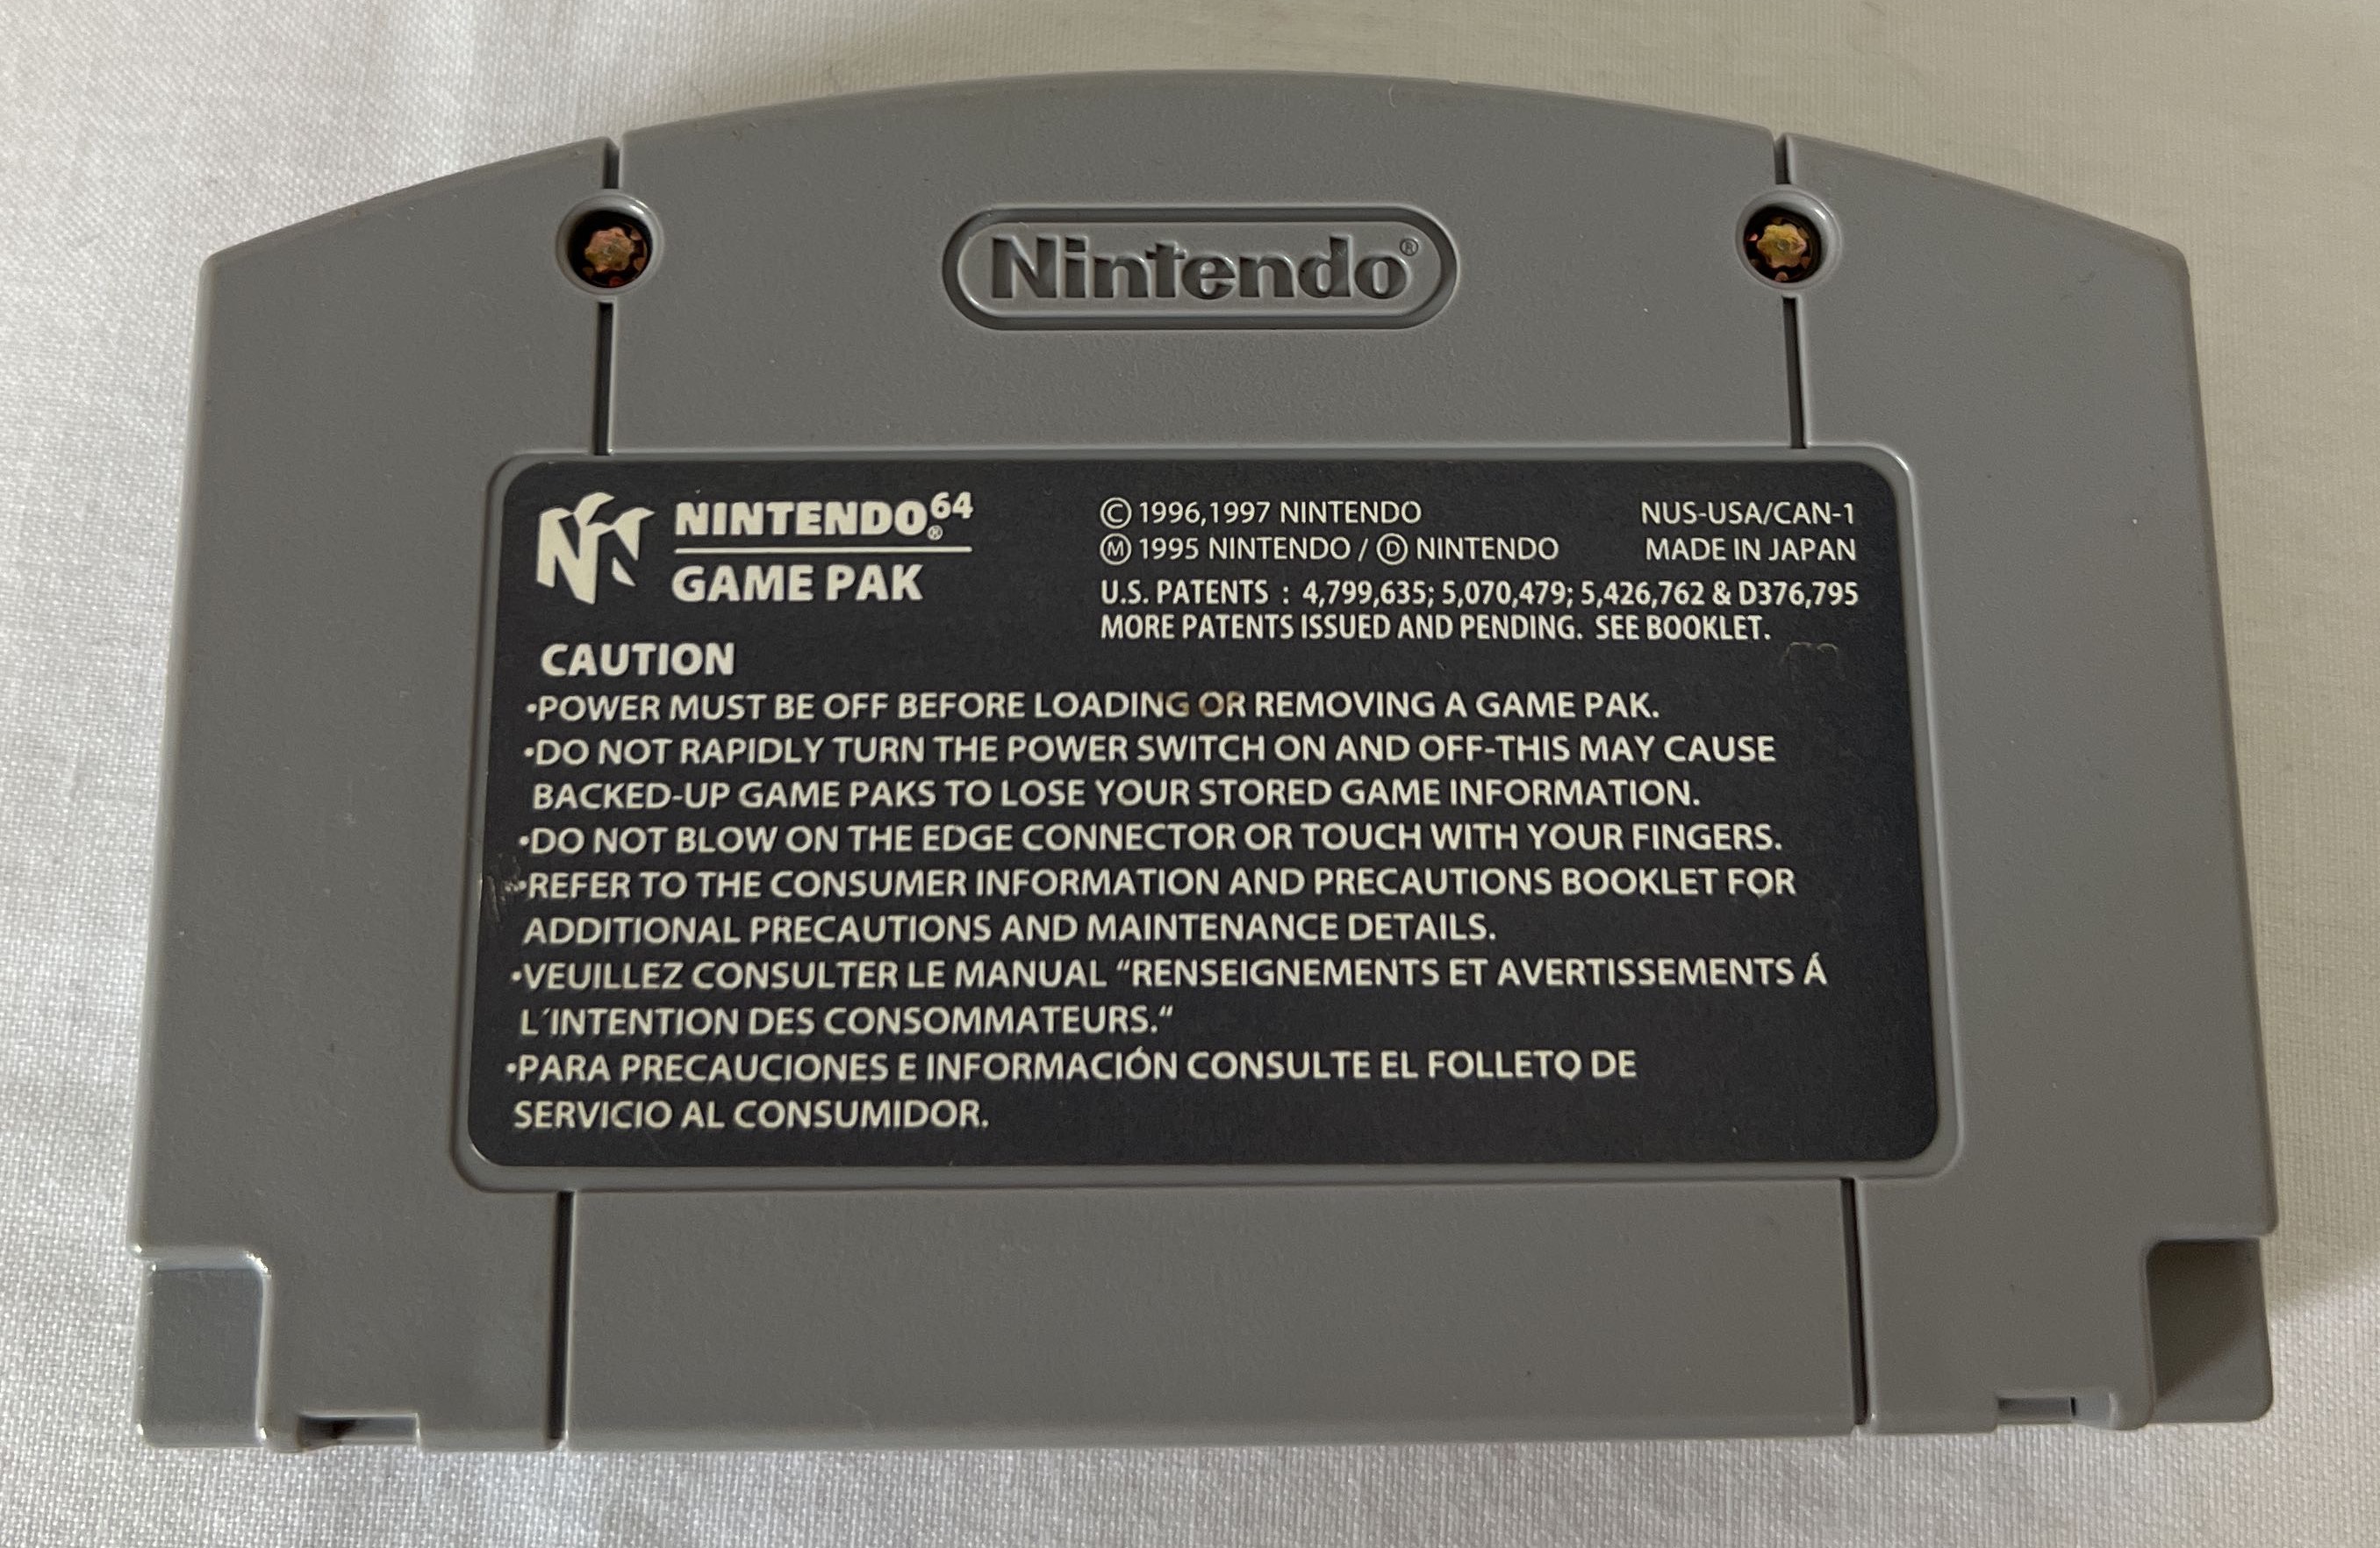 Nintendo®
NINTENDO64®
GAME PAK
© 1996,1997 NINTENDO
Ⓜ 1995 NINTENDO / Ⓓ NINTENDO
NUS-USA/CAN-1
MADE IN JAPAN
U.S. PATENTS : 4,799,635; 5,070,479; 5,426,762 & D376,795
MORE PATENTS ISSUED AND PENDING. SEE BOOKLET.
CAUTION
•POWER MUST BE OFF BEFORE LOADING OR REMOVING A GAME PAK.
•DO NOT RAPIDLY TURN THE POWER SWITCH ON AND OFF-THIS MAY CAUSE
BACKED-UP GAME PAKS TO LOSE YOUR STORED GAME INFORMATION.
•DO NOT BLOW ON THE EDGE CONNECTOR OR TOUCH WITH YOUR FINGERS.
•REFER TO THE CONSUMER INFORMATION AND PRECAUTIONS BOOKLET FOR
ADDITIONAL PRECAUTIONS AND MAINTENANCE DETAILS.
•VEUILLEZ CONSULTER LE MANUAL “RENSEIGNEMENTS ET AVERTISSEMENTS Á
L´INTENTION DES CONSOMMATEURS.“
•PARA PRECAUCIONES E INFORMACIÓN CONSULTE EL FOLLETO DE
SERVICIO AL CONSUMIDOR.